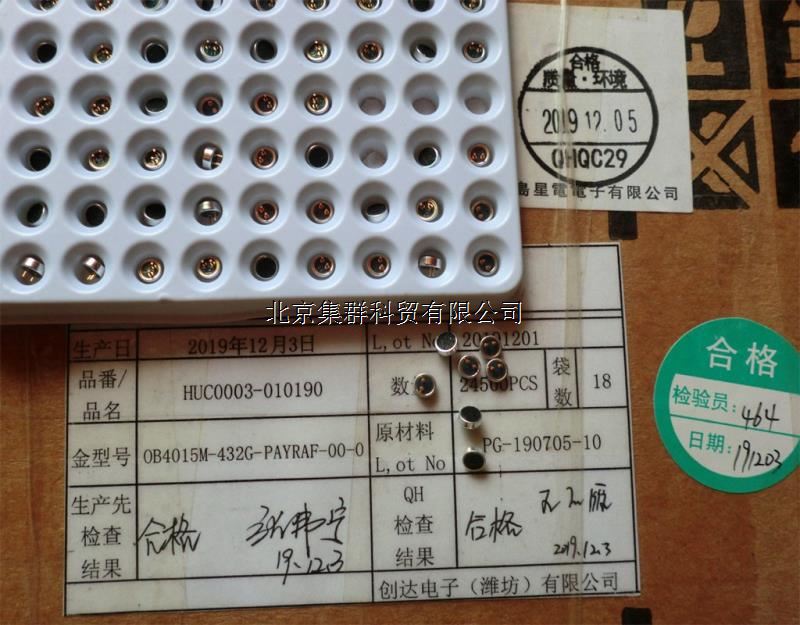 合格
质量·环境
2019 12. 05
QHQC29
島星電電子有限公司
北京集群科贸有限公司
生产日 2019年12月3日 L,ot No
品番/品名 HUC0003-010190 数 PCS 袋数 18
金型号 OB4015M-432G-PAYRAF-00-0 原材料 L,ot No PG-190705-10
生产先检查结果 合格 19.12.3 QH检查结果 合格 2019.12.3
创达电子（潍坊）有限公司
合格
检验员: 464
日期: 191203